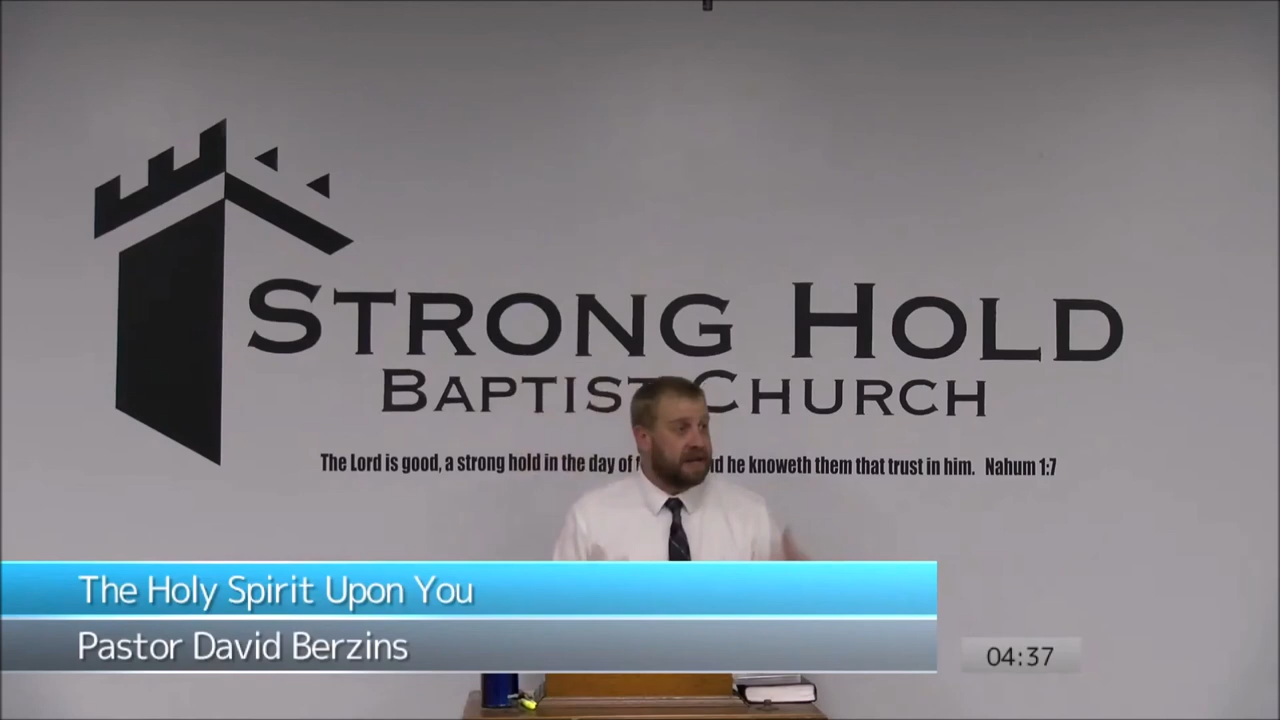 STRONG HOLD
BAPTIST CHURCH
The Lord is good, a strong hold in the day of nd he knoweth them that trust in him. Nahum 1:7
The Holy Spirit Upon You
Pastor David Berzins
04:37